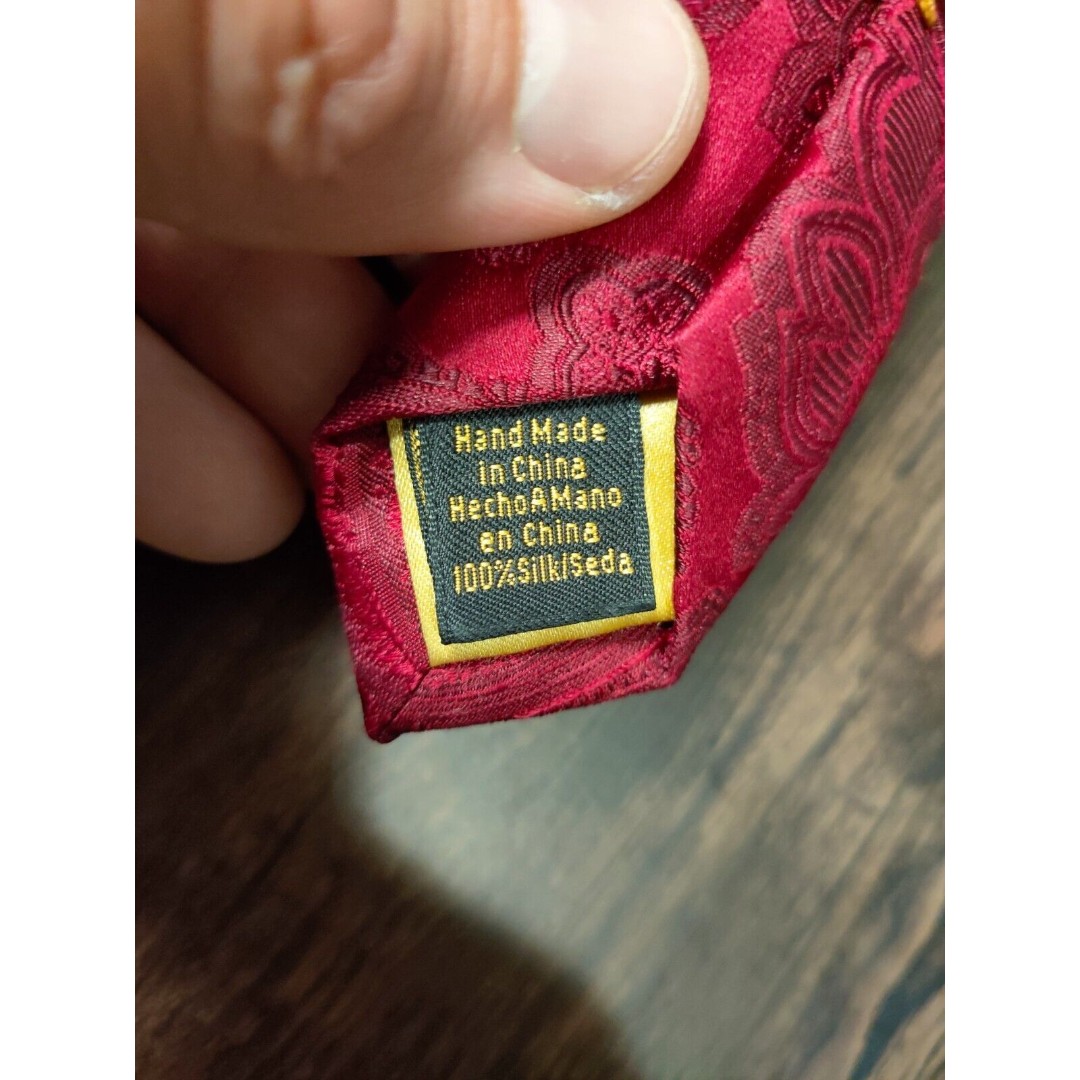 Hand Made
in China
HechoAMano
en China
100%Silk/Seda